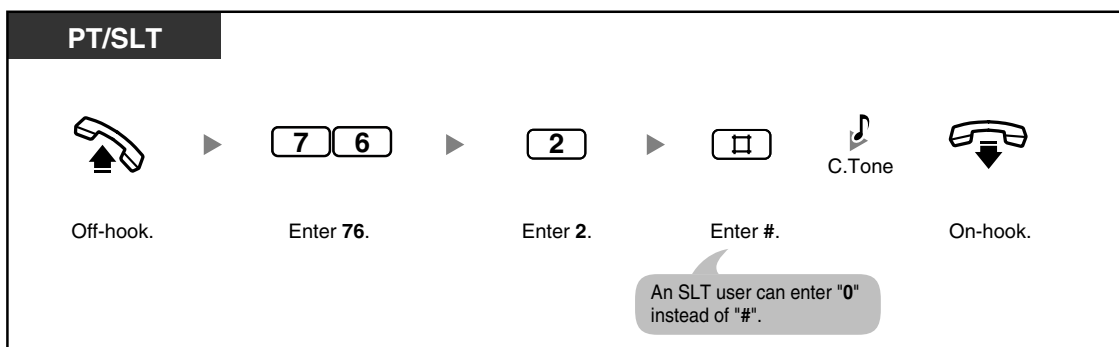 PT/SLT
7 6
2
#
C.Tone
Off-hook.
Enter 76.
Enter 2.
Enter #.
On-hook.
An SLT user can enter "0"
instead of "#".